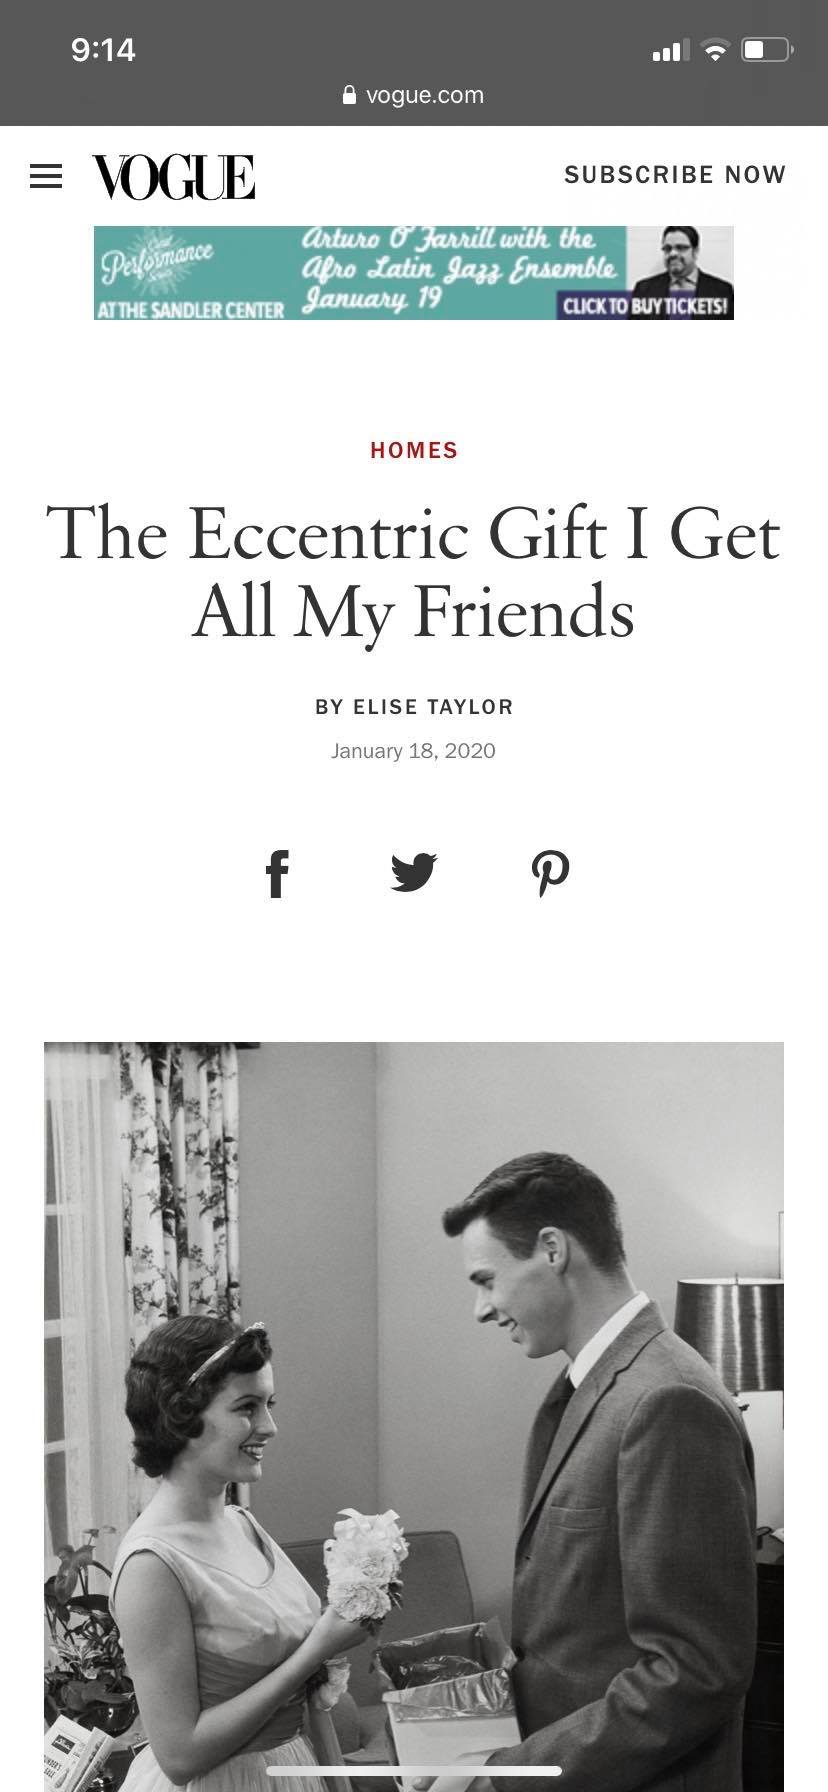 9:14
vogue.com
VOGUE
SUBSCRIBE NOW
Performance
AT THE SANDLER CENTER
Arturo O'Farrill with the
Afro Latin Jazz Ensemble
January 19
CLICK TO BUY TICKETS!
HOMES
The Eccentric Gift I Get
All My Friends
BY ELISE TAYLOR
January 18, 2020